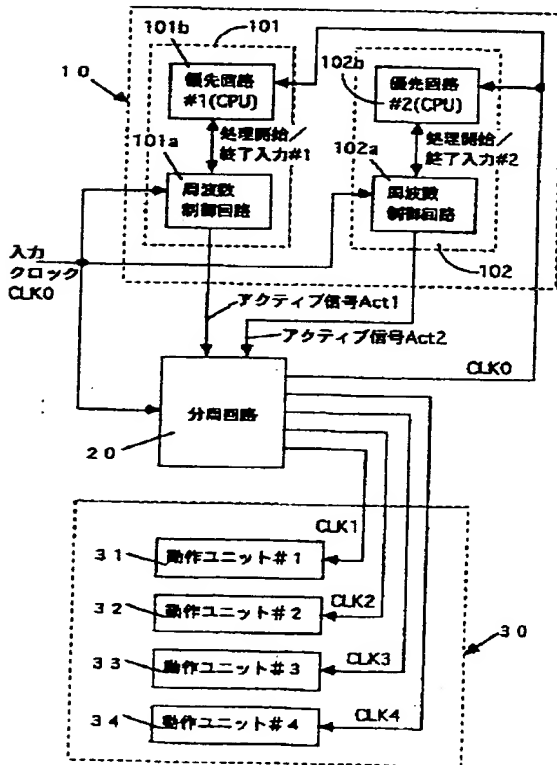 101b
101
優先回路
#1(CPU)
102b
優先回路
#2(CPU)
10
処理開始/
終了入力#1
処理開始/
終了入力#2
101a
周波数
制御回路
102a
周波数
制御回路
入力
クロック
CLK0
102
アクティブ信号Act1
アクティブ信号Act2
CLK0
分周回路
20
CLK1
31
動作ユニット#1
CLK2
32
動作ユニット#2
30
33
動作ユニット#3
CLK3
34
動作ユニット#4
CLK4